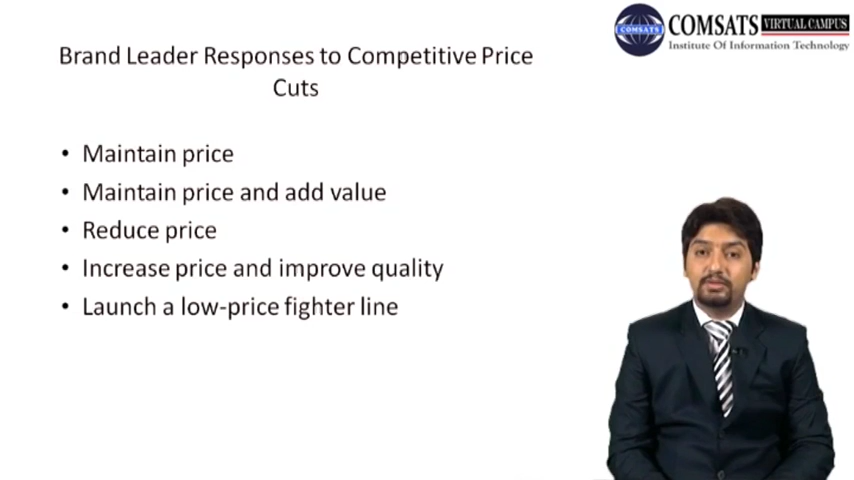 COMSATS VIRTUAL CAMPUS
COMSATS
Institute Of Information Technology
Brand Leader Responses to Competitive Price
Cuts
• Maintain price
• Maintain price and add value
• Reduce price
• Increase price and improve quality
• Launch a low-price fighter line